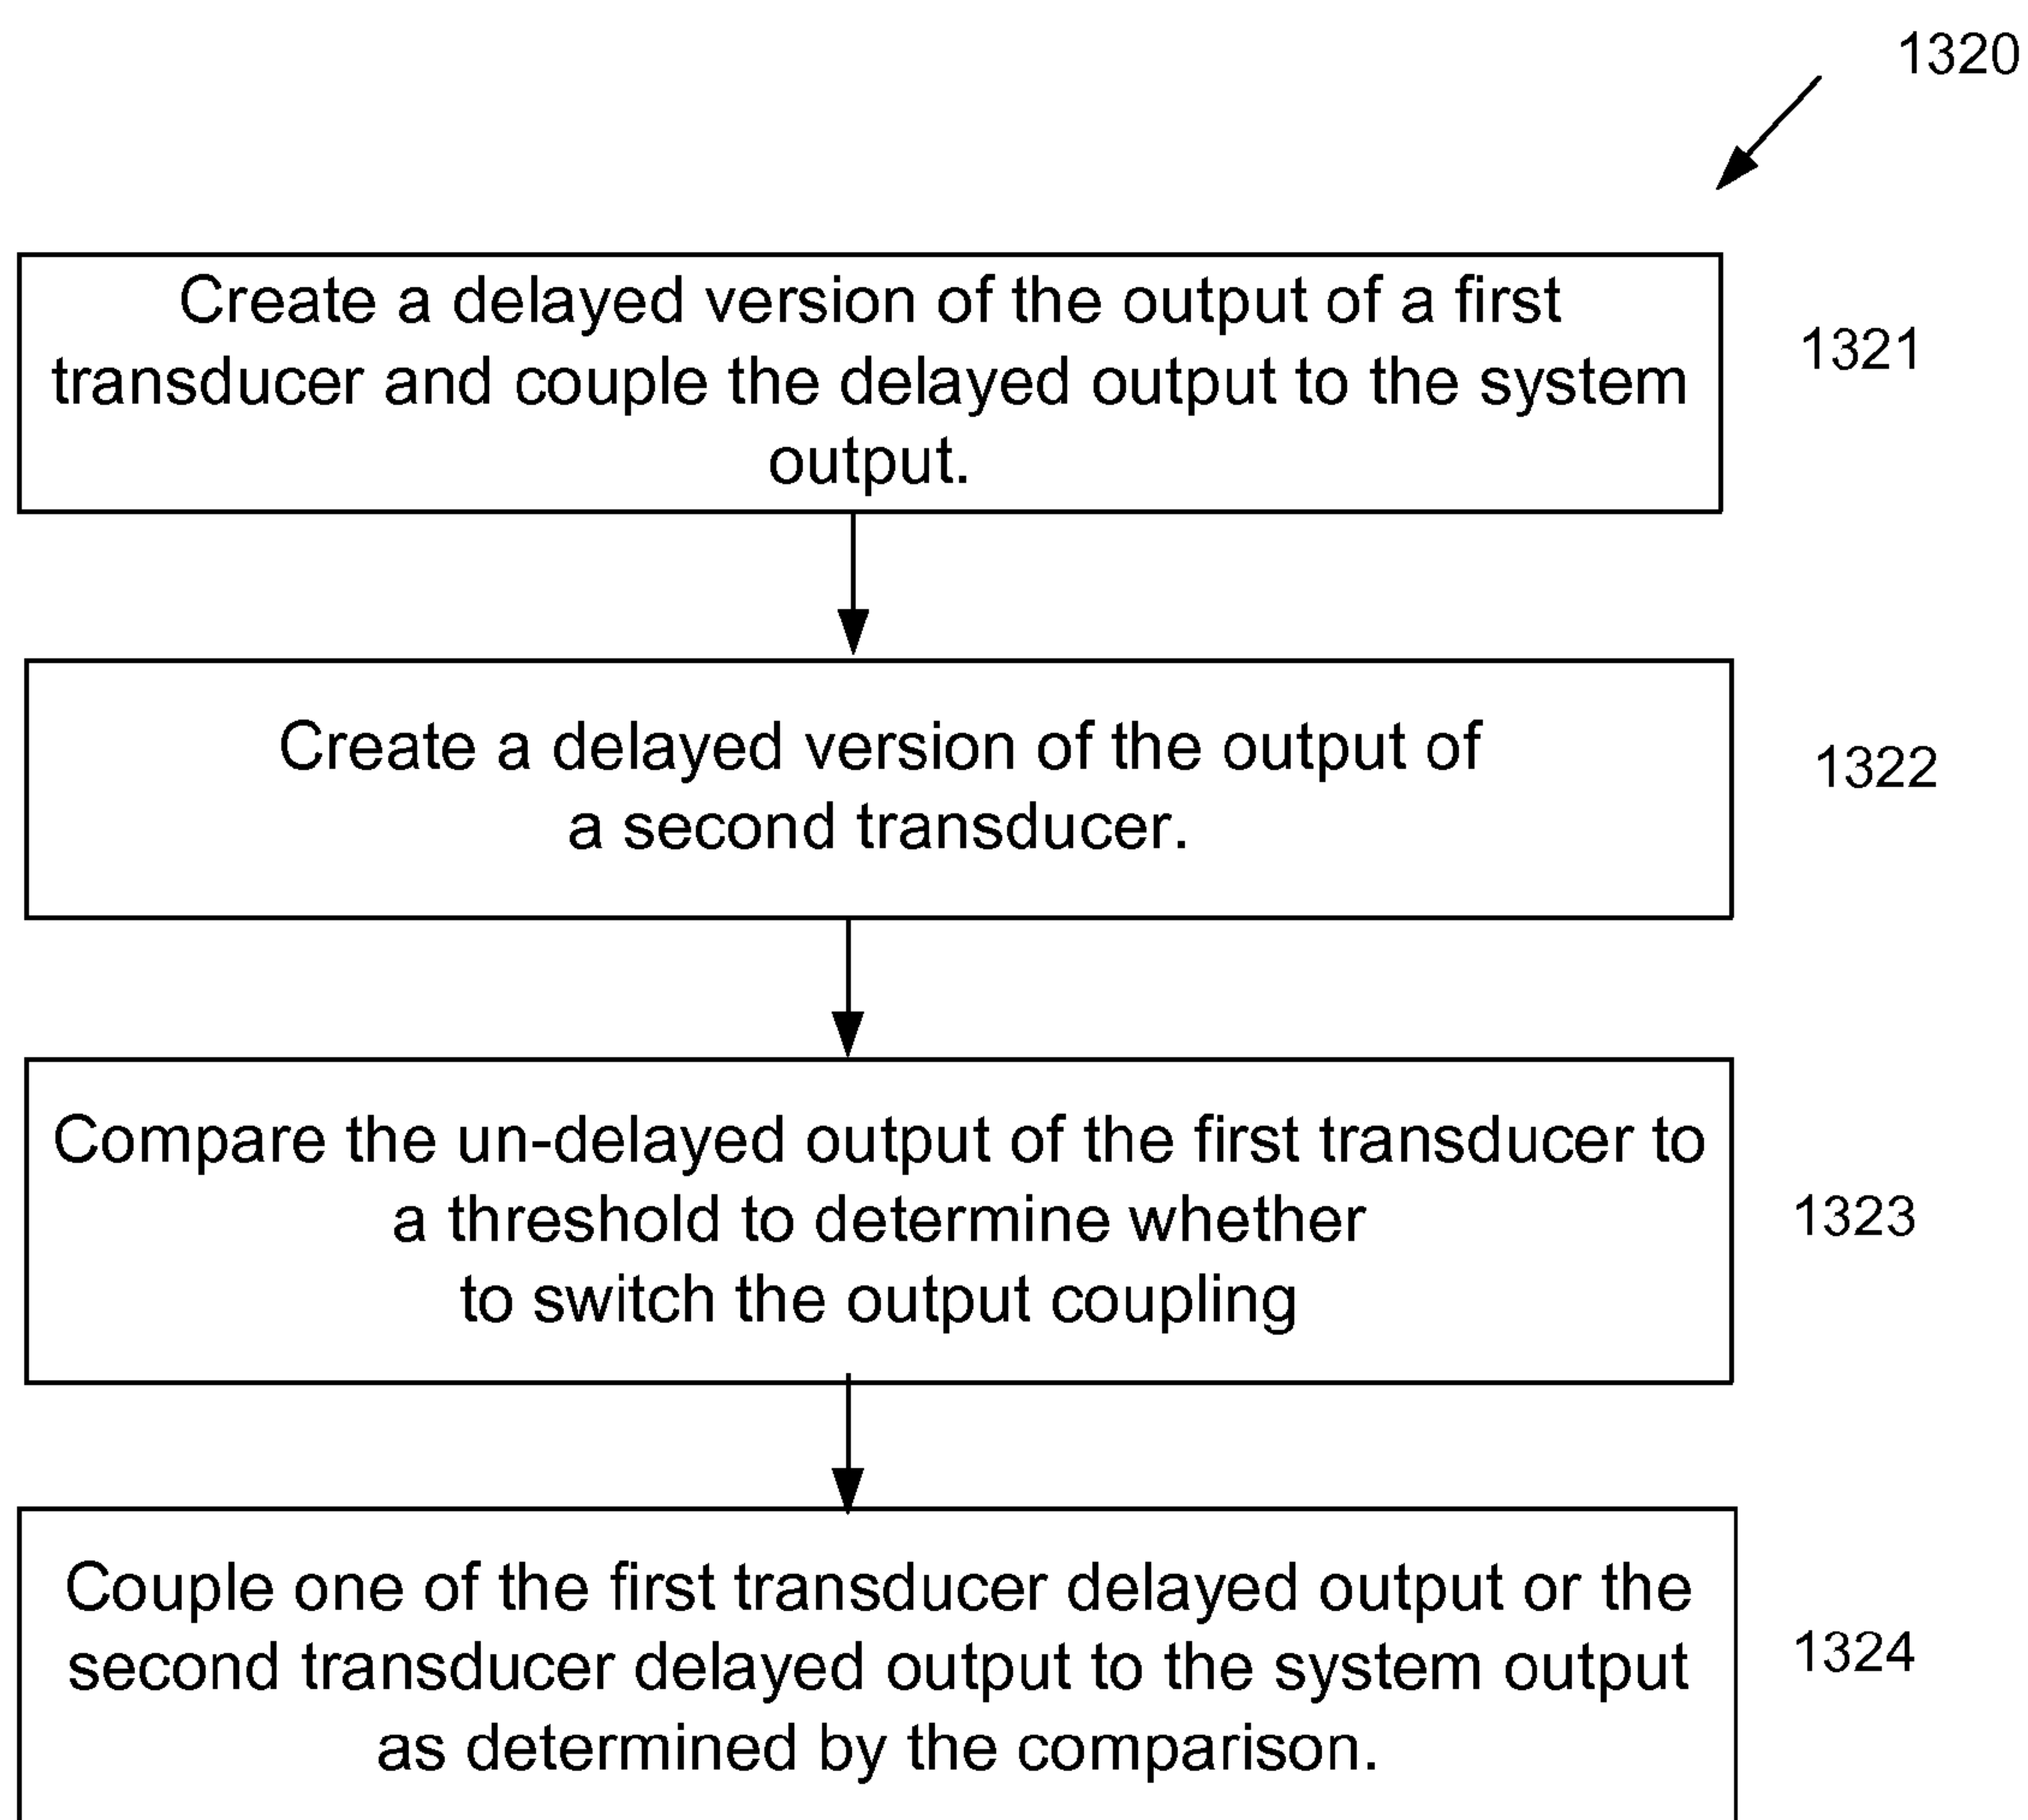 1320
Create a delayed version of the output of a first
transducer and couple the delayed output to the system
output.
1321
Create a delayed version of the output of
a second transducer.
1322
Compare the un-delayed output of the first transducer to
a threshold to determine whether
to switch the output coupling
1323
Couple one of the first transducer delayed output or the
second transducer delayed output to the system output
as determined by the comparison.
1324